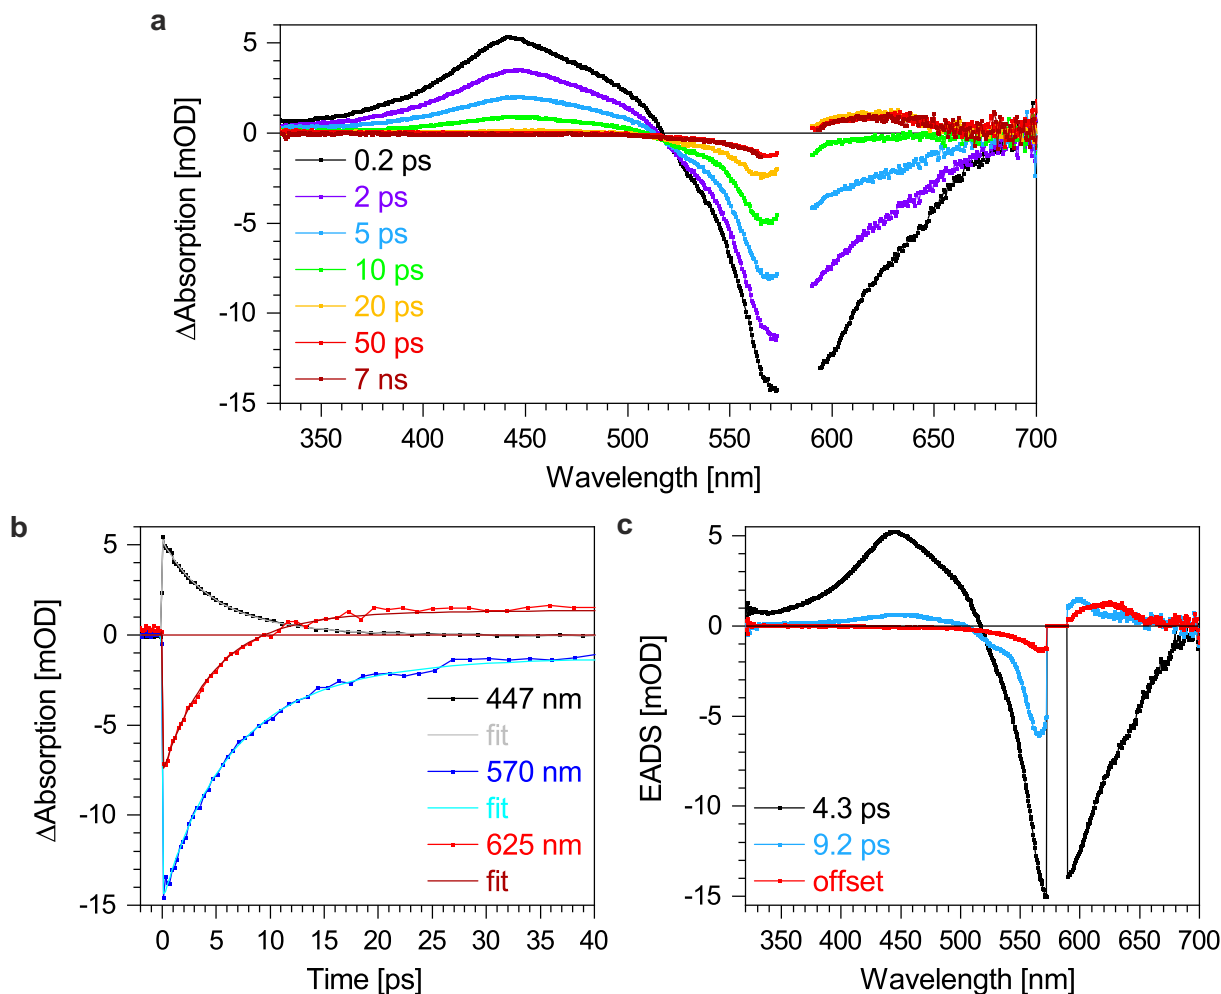 a
5
0
-5
-10
-15
ΔAbsorption [mOD]
0.2 ps
2 ps
5 ps
10 ps
20 ps
50 ps
7 ns
350 400 450 500 550 600 650 700
Wavelength [nm]
b
5
0
-5
-10
-15
ΔAbsorption [mOD]
447 nm
fit
570 nm
fit
625 nm
fit
0 5 10 15 20 25 30 35 40
Time [ps]
c
5
0
-5
-10
-15
EADS [mOD]
4.3 ps
9.2 ps
offset
350 400 450 500 550 600 650 700
Wavelength [nm]